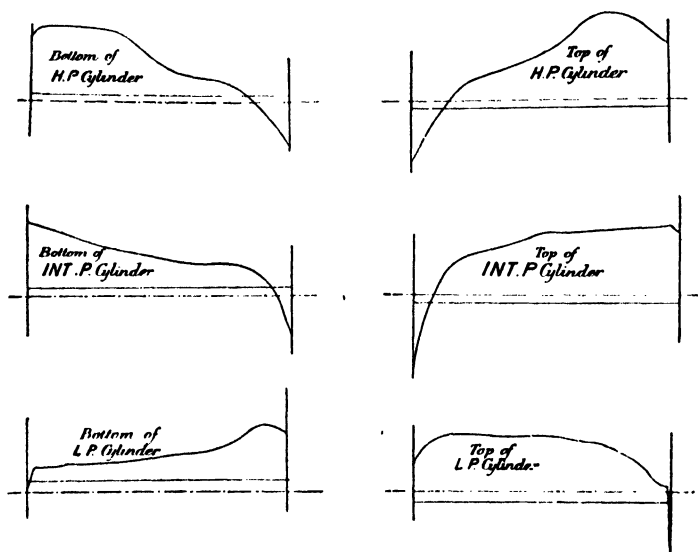 Bottom of
H.P. Cylinder
Top of
H.P. Cylinder
Bottom of
INT.P. Cylinder
Top of
INT.P Cylinder
Bottom of
L.P. Cylinder
Top of
L.P. Cylinder